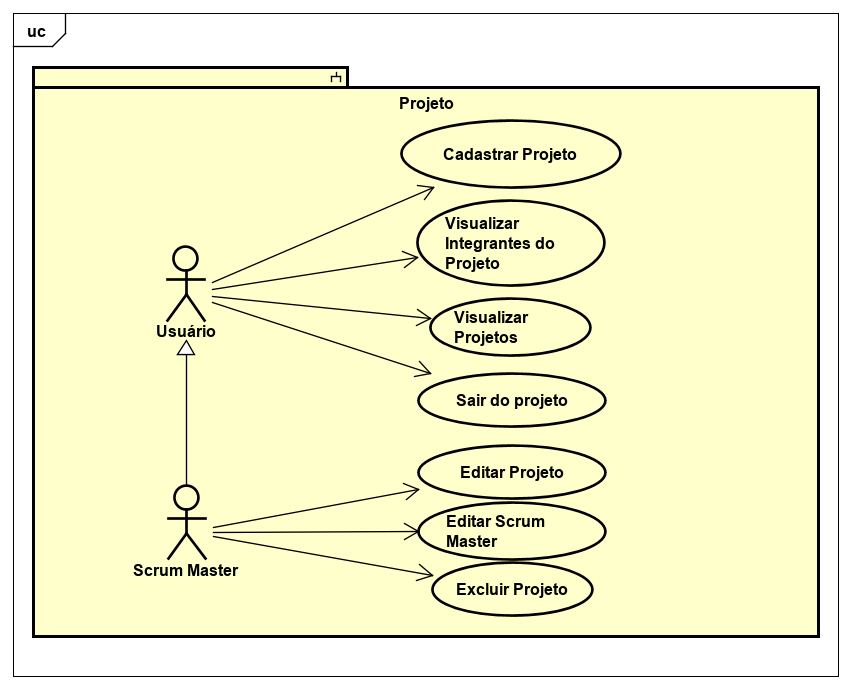 uc
Projeto
Cadastrar Projeto
Visualizar
Integrantes do
Projeto
Usuário
Visualizar
Projetos
Sair do projeto
Editar Projeto
Editar Scrum
Master
Scrum Master
Excluir Projeto